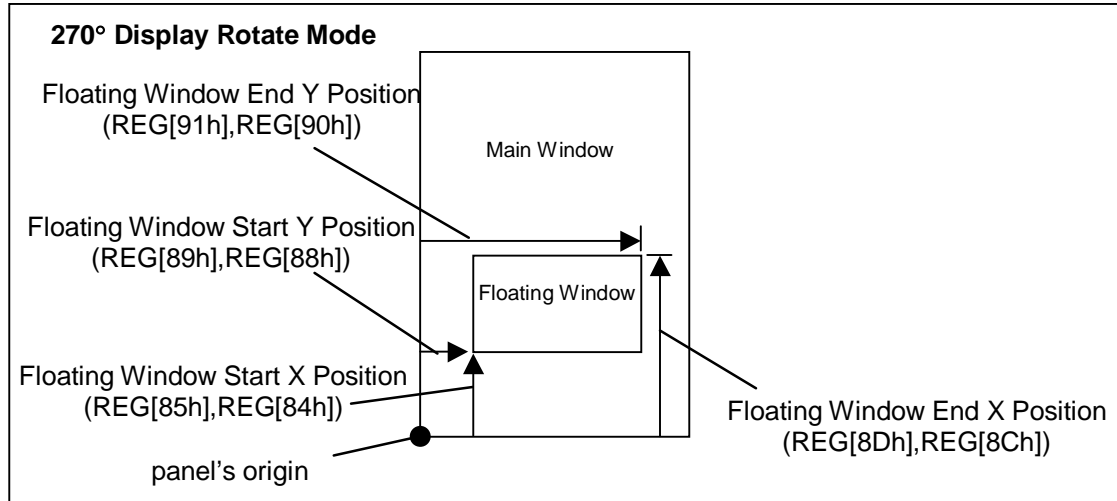 270° Display Rotate Mode
Floating Window End Y Position
(REG[91h],REG[90h])
Main Window
Floating Window Start Y Position
(REG[89h],REG[88h])
Floating Window
Floating Window Start X Position
(REG[85h],REG[84h])
Floating Window End X Position
(REG[8Dh],REG[8Ch])
panel's origin